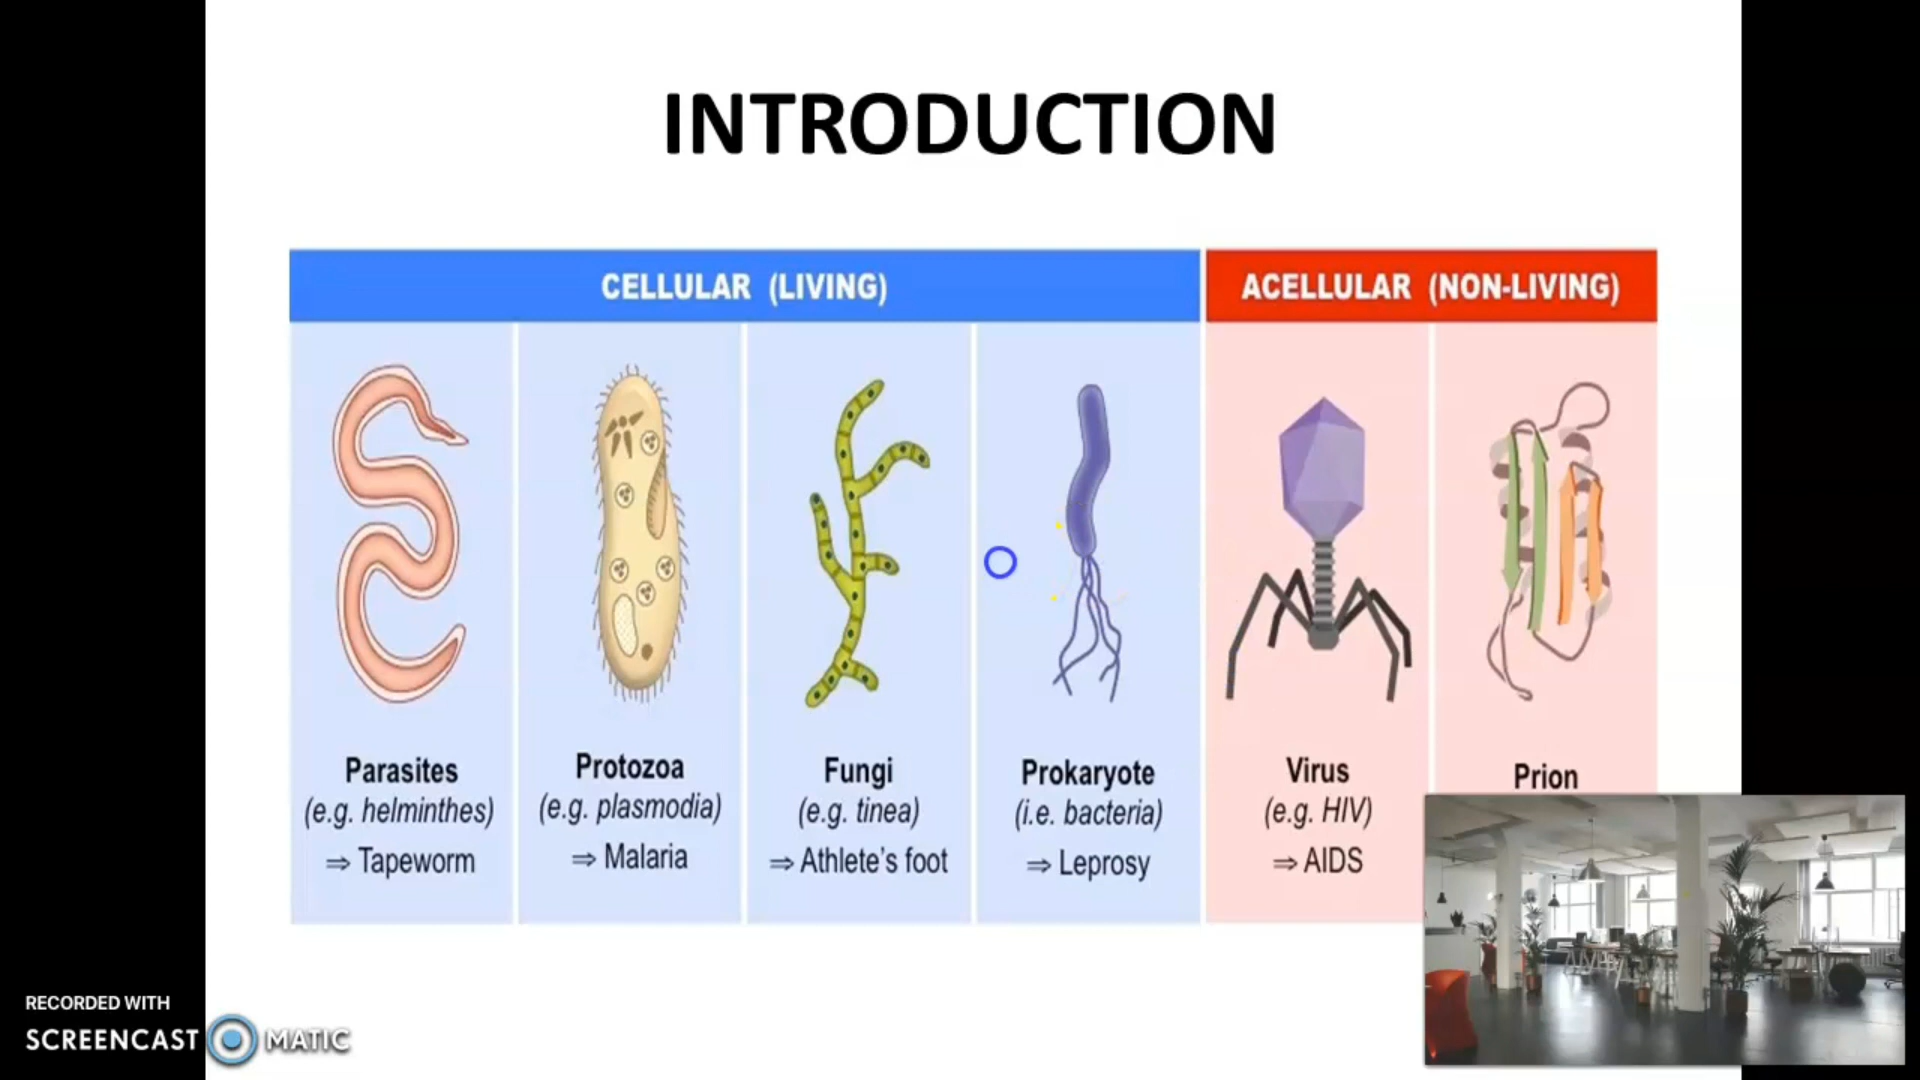 INTRODUCTION
CELLULAR (LIVING)
ACELLULAR (NON-LIVING)
Parasites
(e.g. helminthes)
⇒ Tapeworm
Protozoa
(e.g. plasmodia)
⇒ Malaria
Fungi
(e.g. tinea)
⇒ Athlete's foot
Prokaryote
(i.e. bacteria)
⇒ Leprosy
Virus
(e.g. HIV)
⇒ AIDS
Prion
RECORDED WITH
SCREENCAST MATIC